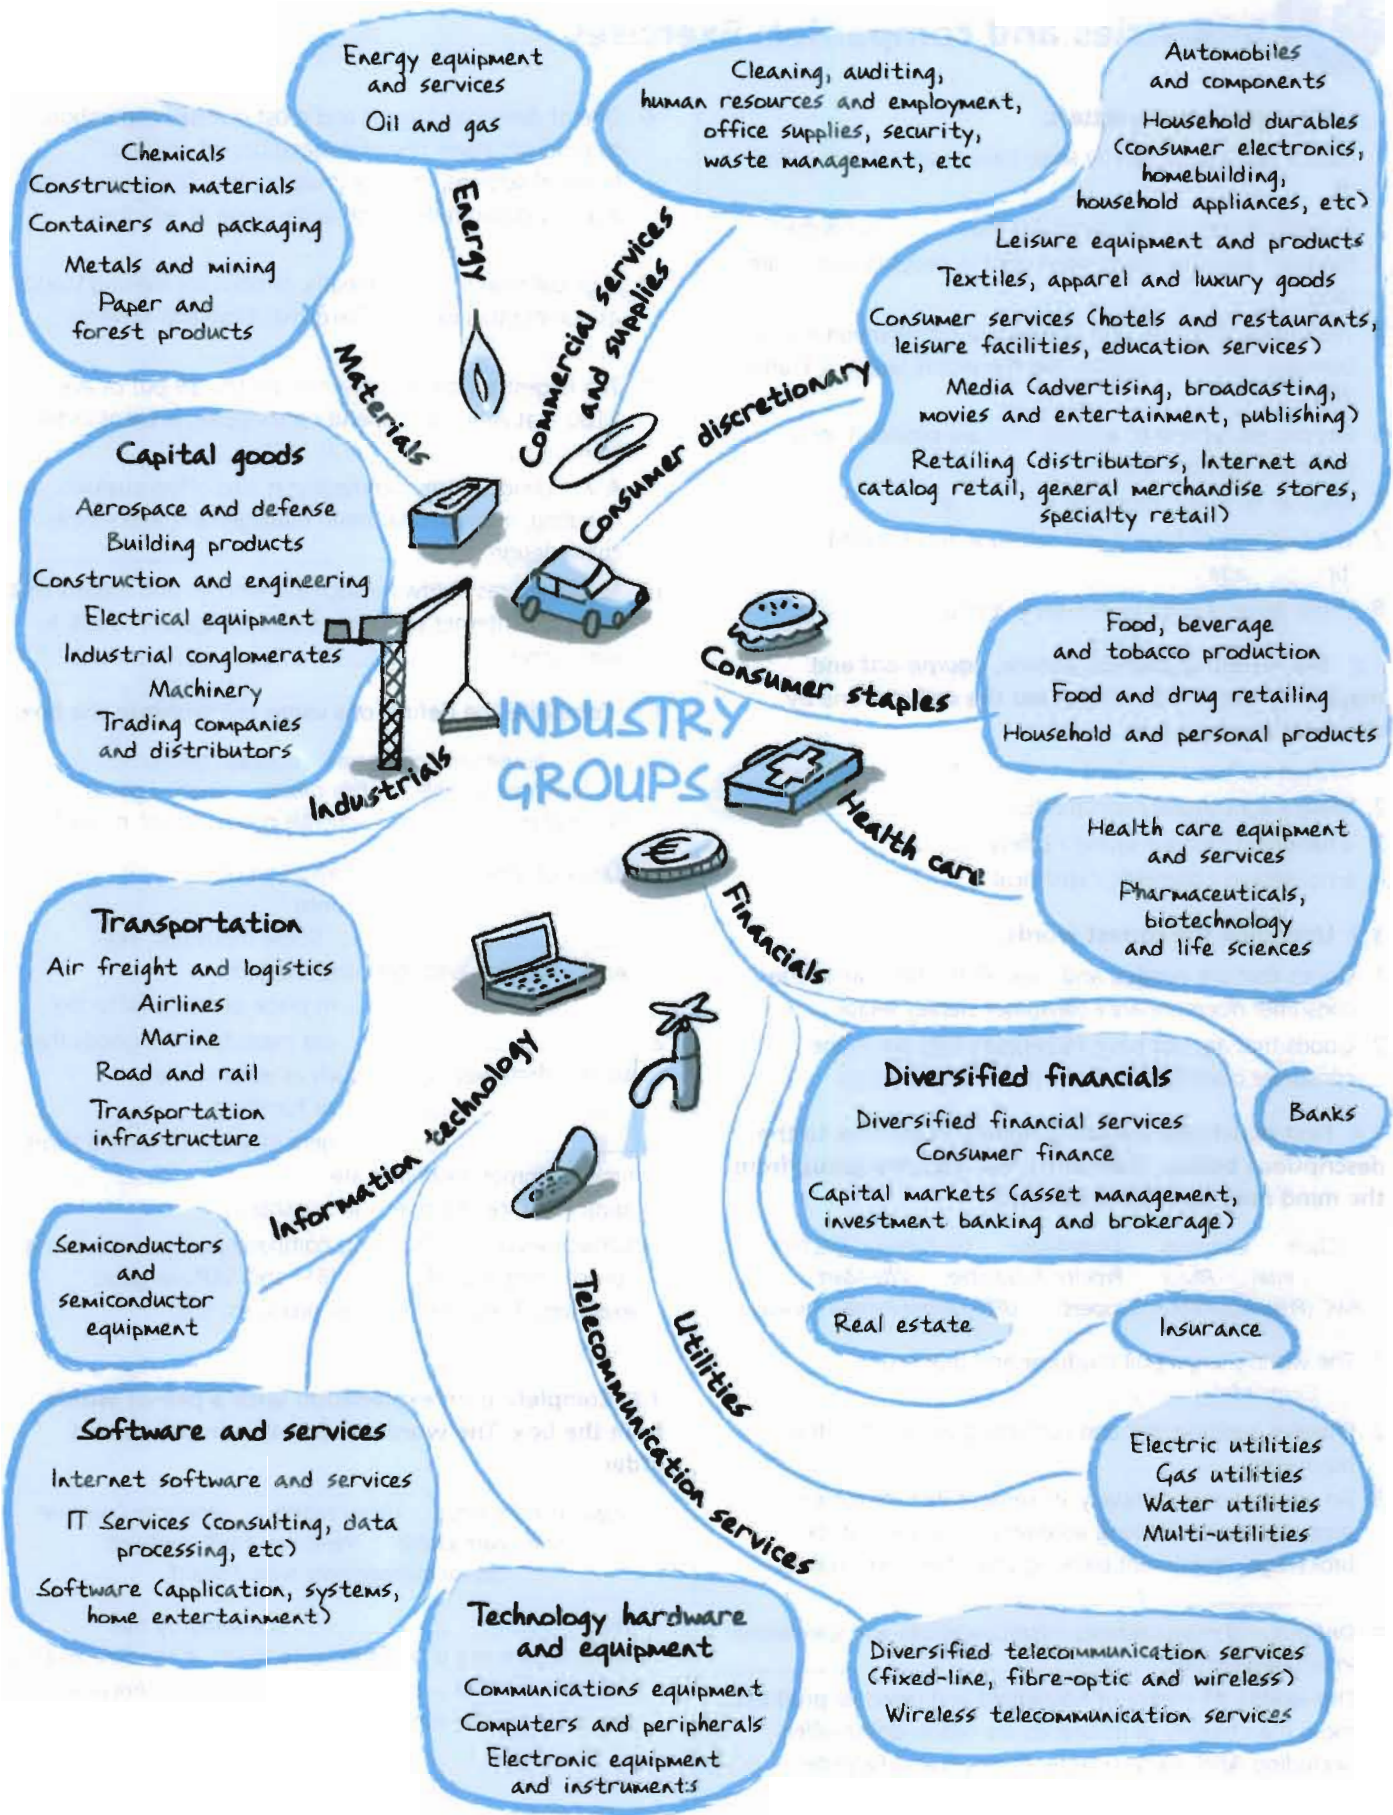 Energy equipment
and services
Oil and gas
Cleaning, auditing,
human resources and employment,
office supplies, security,
waste management, etc
Automobiles
and components
Household durables
(consumer electronics,
homebuilding,
household appliances, etc)
Leisure equipment and products
Textiles, apparel and luxury goods
Consumer services (hotels and restaurants,
leisure facilities, education services)
Media (advertising, broadcasting,
movies and entertainment, publishing)
Retailing (distributors, Internet and
catalog retail, general merchandise stores,
specialty retail)
Chemicals
Construction materials
Containers and packaging
Metals and mining
Paper and
forest products
Energy
Materials
Commercial services
and supplies
Consumer discretionary
Capital goods
Aerospace and defense
Building products
Construction and engineering
Electrical equipment
Industrial conglomerates
Machinery
Trading companies
and distributors
Industrials
INDUSTRY
GROUPS
Consumer staples
Food, beverage
and tobacco production
Food and drug retailing
Household and personal products
Health care
Health care equipment
and services
Pharmaceuticals,
biotechnology
and life sciences
€
Financials
Transportation
Air freight and logistics
Airlines
Marine
Road and rail
Transportation
infrastructure
Diversified financials
Diversified financial services
Consumer finance
Capital markets (asset management,
investment banking and brokerage)
Banks
Real estate
Insurance
Information technology
Semiconductors
and
semiconductor
equipment
Software and services
Internet software and services
IT Services (consulting, data
processing, etc)
Software (application, systems,
home entertainment)
Telecommunication services
Utilities
Electric utilities
Gas utilities
Water utilities
Multi-utilities
Technology hardware
and equipment
Communications equipment
Computers and peripherals
Electronic equipment
and instruments
Diversified telecommunication services
(fixed-line, fibre-optic and wireless)
Wireless telecommunication services